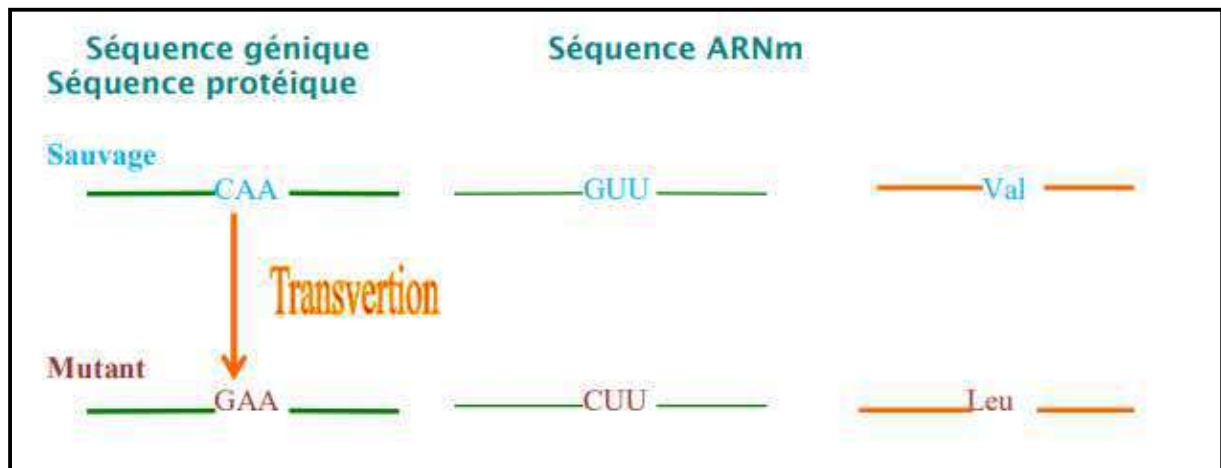 Séquence génique Séquence ARNm
Séquence protéique
Sauvage
CAA GUU Val
Transvertion
Mutant
GAA CUU Leu